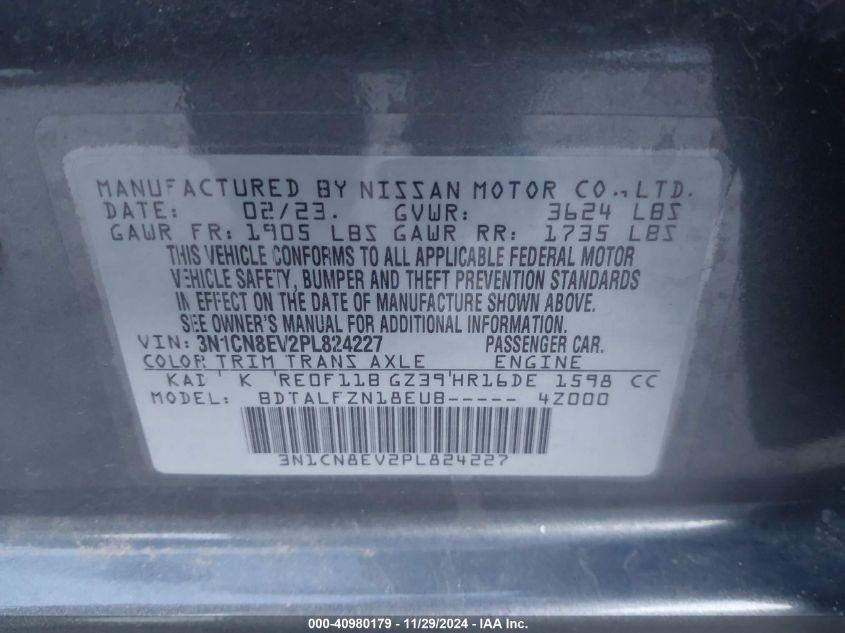 MANUFACTURED BY NISSAN MOTOR CO., LTD.
DATE: 02/23. GVWR: 3624 LBS
GAWR FR: 1905 LBS GAWR RR: 1735 LBS
THIS VEHICLE CONFORMS TO ALL APPLICABLE FEDERAL MOTOR
VEHICLE SAFETY, BUMPER AND THEFT PREVENTION STANDARDS
IN EFFECT ON THE DATE OF MANUFACTURE SHOWN ABOVE.
SEE OWNER'S MANUAL FOR ADDITIONAL INFORMATION.
VIN: 3N1CN8EV2PL824227 PASSENGER CAR.
COLOR TRIM TRANS AXLE ENGINE
KAD K RE0F11B GZ39 HR16DE 1598 CC
MODEL: BDTALFZN18EUB----- 4Z000
3N1CN8EV2PL824227
000-40980179 - 11/29/2024 - IAA Inc.